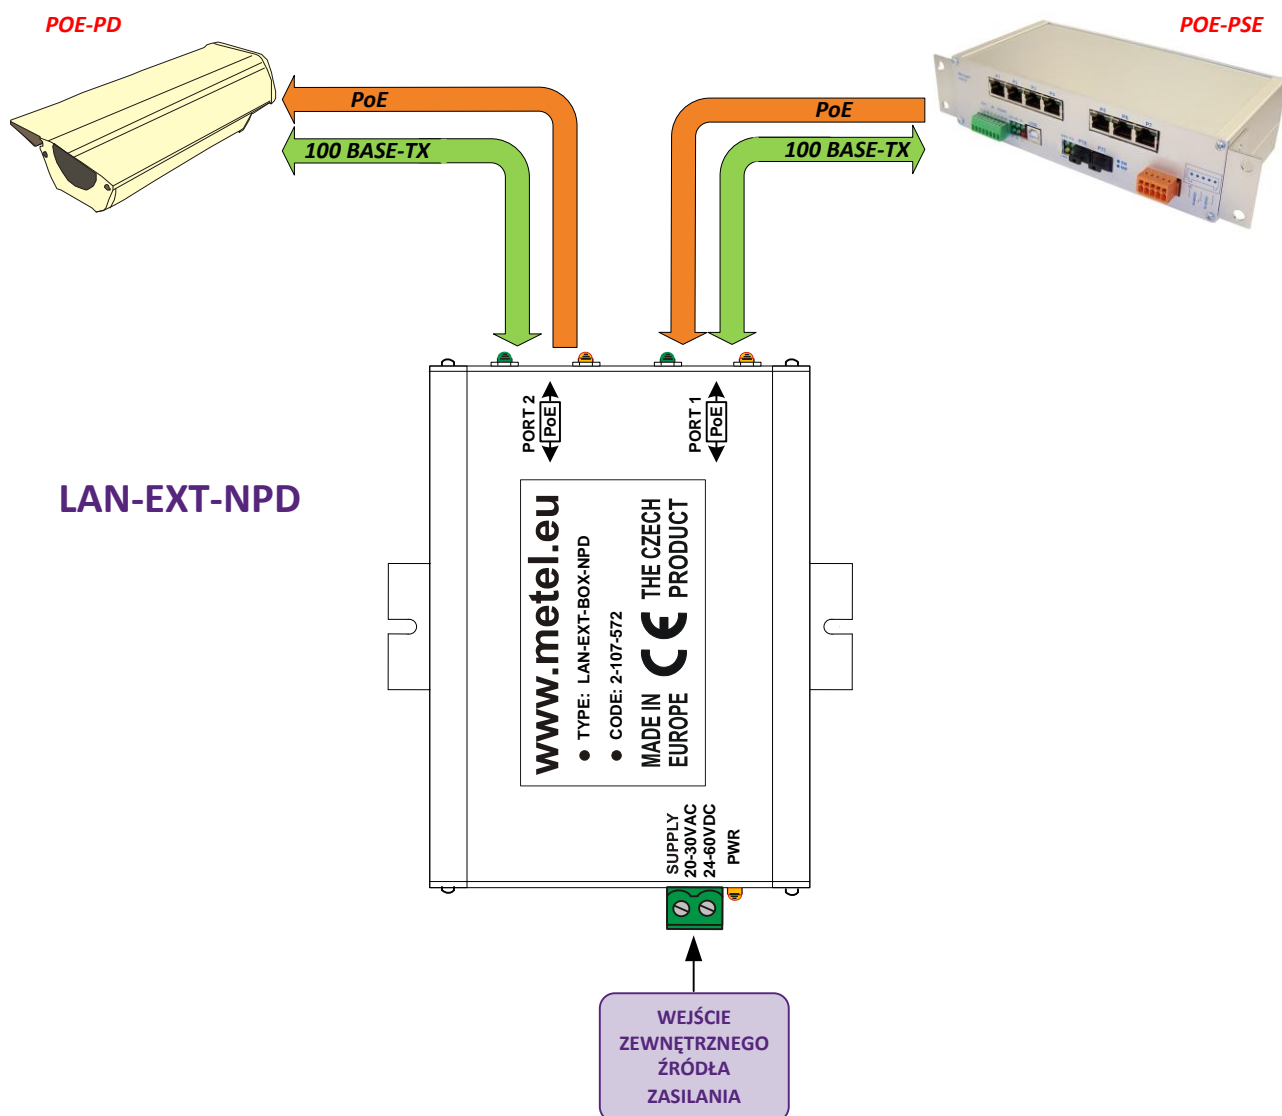 POE-PD
POE-PSE
PoE
PoE
100 BASE-TX
100 BASE-TX
PORT 2
PoE
PORT 1
PoE
LAN-EXT-NPD
www.metel.eu
● TYPE: LAN-EXT-BOX-NPD
● CODE: 2-107-572
MADE IN
EUROPE
CE
THE CZECH
PRODUCT
SUPPLY
20-30VAC
24-60VDC
PWR
WEJŚCIE
ZEWNĘTRZNEGO
ŹRÓDŁA
ZASILANIA